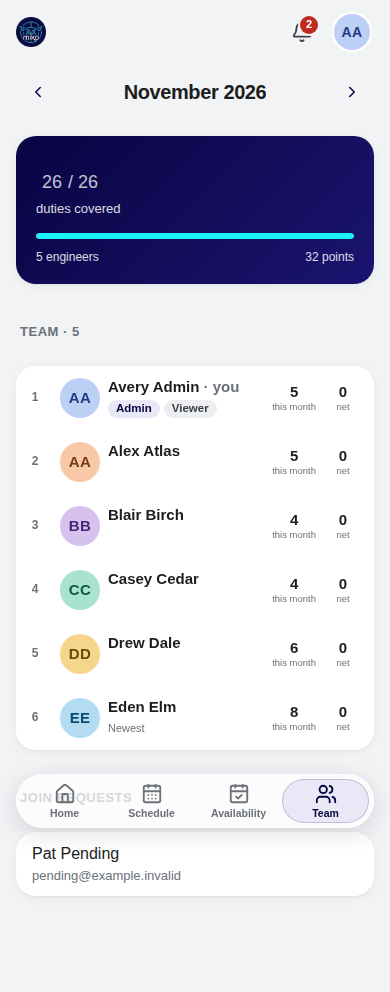 miko
2
AA
November 2026
26 / 26
duties covered
5 engineers
32 points
TEAM · 5
1
AA
Avery Admin · you
Admin
Viewer
5
this month
0
net
2
AA
Alex Atlas
5
this month
0
net
3
BB
Blair Birch
4
this month
0
net
4
CC
Casey Cedar
4
this month
0
net
5
DD
Drew Dale
6
this month
0
net
6
EE
Eden Elm
Newest
8
this month
0
net
JOIN REQUESTS
Home
Schedule
Availability
Team
Pat Pending
pending@example.invalid